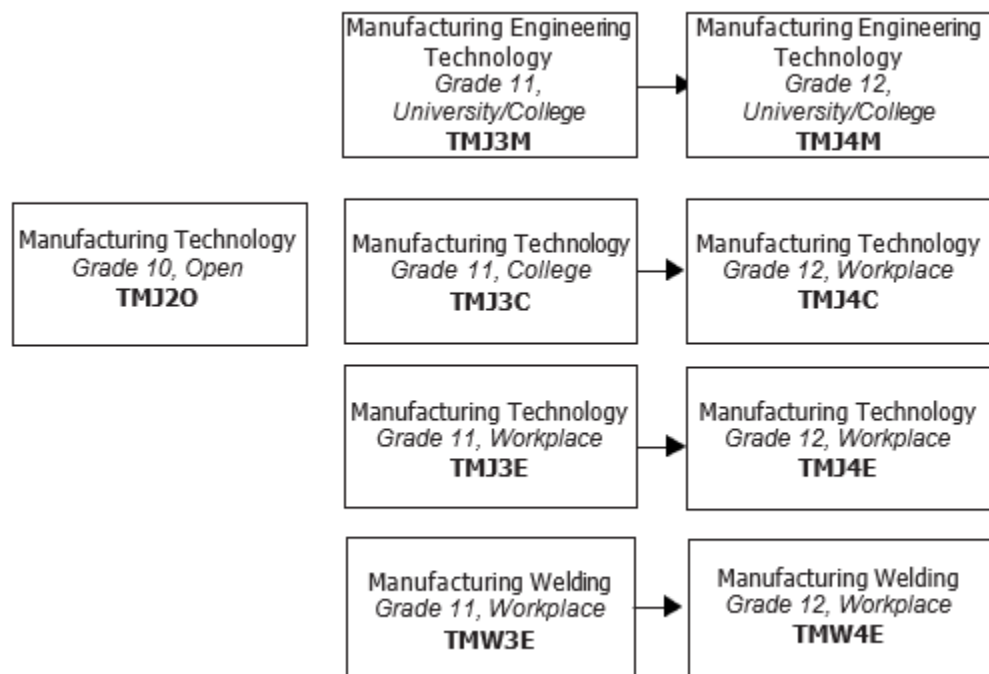 Manufacturing Engineering
Technology
Grade 11,
University/College
TMJ3M
Manufacturing Engineering
Technology
Grade 12,
University/College
TMJ4M
Manufacturing Technology
Grade 10, Open
TMJ2O
Manufacturing Technology
Grade 11, College
TMJ3C
Manufacturing Technology
Grade 12, Workplace
TMJ4C
Manufacturing Technology
Grade 11, Workplace
TMJ3E
Manufacturing Technology
Grade 12, Workplace
TMJ4E
Manufacturing Welding
Grade 11, Workplace
TMW3E
Manufacturing Welding
Grade 12, Workplace
TMW4E